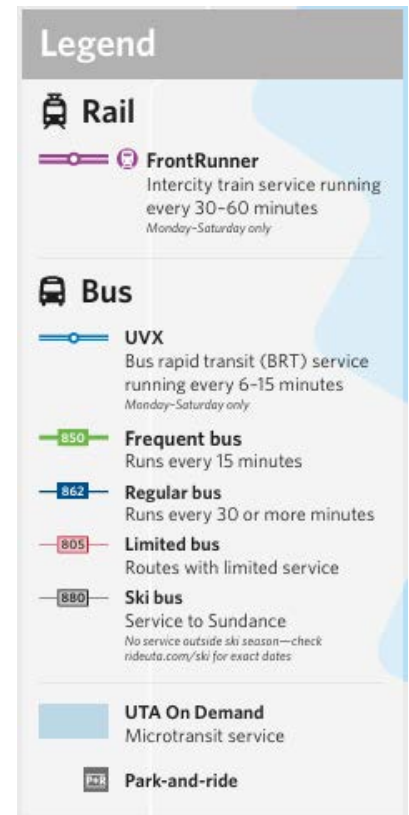 Legend
Rail
FrontRunner
Intercity train service running
every 30–60 minutes
Monday–Saturday only
Bus
UVX
Bus rapid transit (BRT) service
running every 6–15 minutes
Monday–Saturday only
850
Frequent bus
Runs every 15 minutes
862
Regular bus
Runs every 30 or more minutes
805
Limited bus
Routes with limited service
880
Ski bus
Service to Sundance
No service outside ski season—check
rideuta.com/ski for exact dates
UTA On Demand
Microtransit service
P+R
Park-and-ride